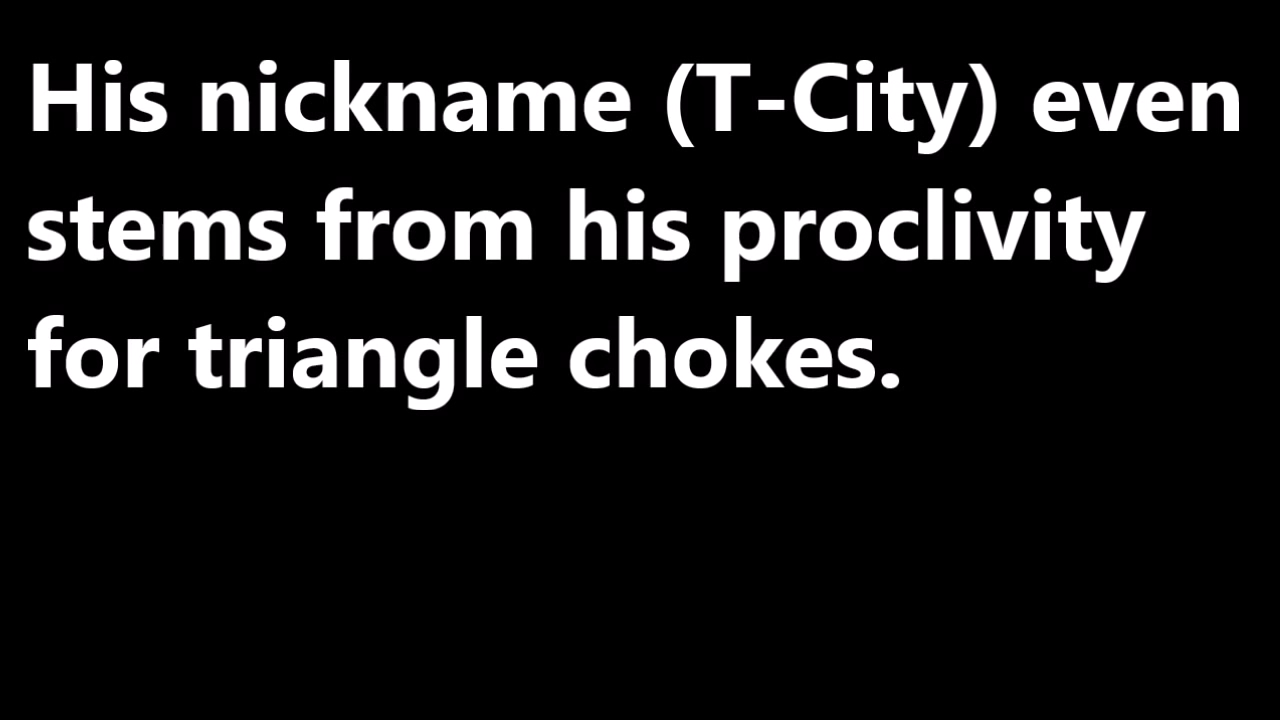 His nickname (T-City) even
stems from his proclivity
for triangle chokes.